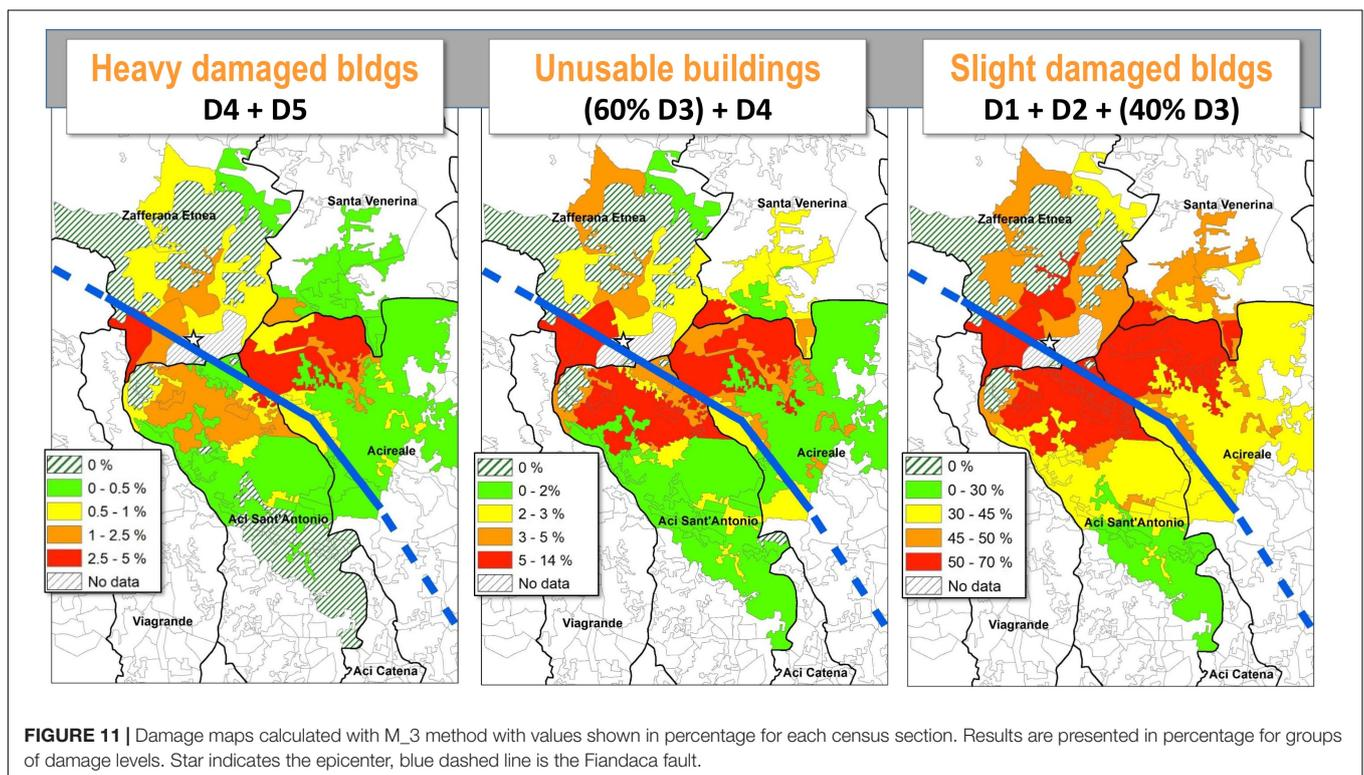 Heavy damaged bldgs
D4 + D5
Unusable buildings
(60% D3) + D4
Slight damaged bldgs
D1 + D2 + (40% D3)
Zafferana Etnea
Santa Venerina
Acireale
Aci Sant'Antonio
Viagrande
Aci Catena
0 %
0 - 0.5 %
0.5 - 1 %
1 - 2.5 %
2.5 - 5 %
No data
Zafferana Etnea
Santa Venerina
Acireale
Aci Sant'Antonio
Viagrande
Aci Catena
0 %
0 - 2%
2 - 3 %
3 - 5 %
5 - 14 %
No data
Zafferana Etnea
Santa Venerina
Acireale
Aci Sant'Antonio
Viagrande
Aci Catena
0 %
0 - 30 %
30 - 45 %
45 - 50 %
50 - 70 %
No data
FIGURE 11 | Damage maps calculated with M_3 method with values shown in percentage for each census section. Results are presented in percentage for groups
of damage levels. Star indicates the epicenter, blue dashed line is the Fiandaca fault.